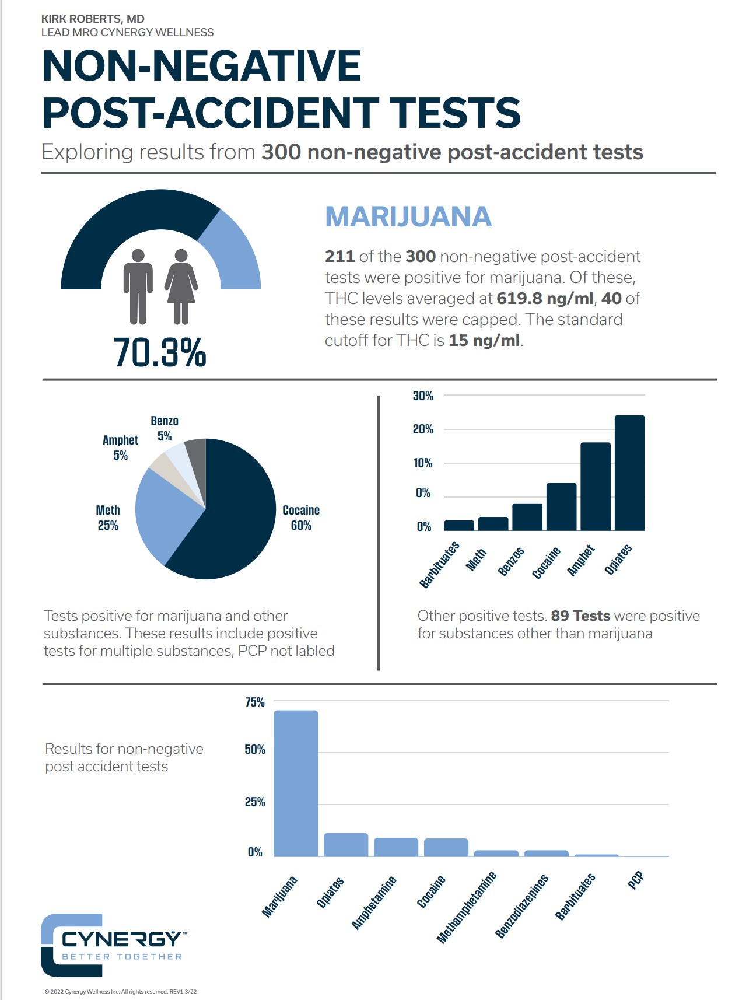 KIRK ROBERTS, MD
LEAD MRO CYNERGY WELLNESS
NON-NEGATIVE
POST-ACCIDENT TESTS
Exploring results from 300 non-negative post-accident tests
70.3%
MARIJUANA
211 of the 300 non-negative post-accident
tests were positive for marijuana. Of these,
THC levels averaged at 619.8 ng/ml, 40 of
these results were capped. The standard
cutoff for THC is 15 ng/ml.
Benzo
5%
Amphet
5%
Meth
25%
Cocaine
60%
Tests positive for marijuana and other
substances. These results include positive
tests for multiple substances, PCP not labled
30%
20%
10%
0%
0%
Barbituates
Meth
Benzos
Cocaine
Amphet
Opiates
Other positive tests. 89 Tests were positive
for substances other than marijuana
Results for non-negative
post accident tests
75%
50%
25%
0%
Marijuana
Opiates
Amphetamine
Cocaine
Methamphetamine
Benzodiazepines
Barbituates
PCP
CYNERGY™
BETTER TOGETHER
© 2022 Cynergy Wellness Inc. All rights reserved. REV1 3/22